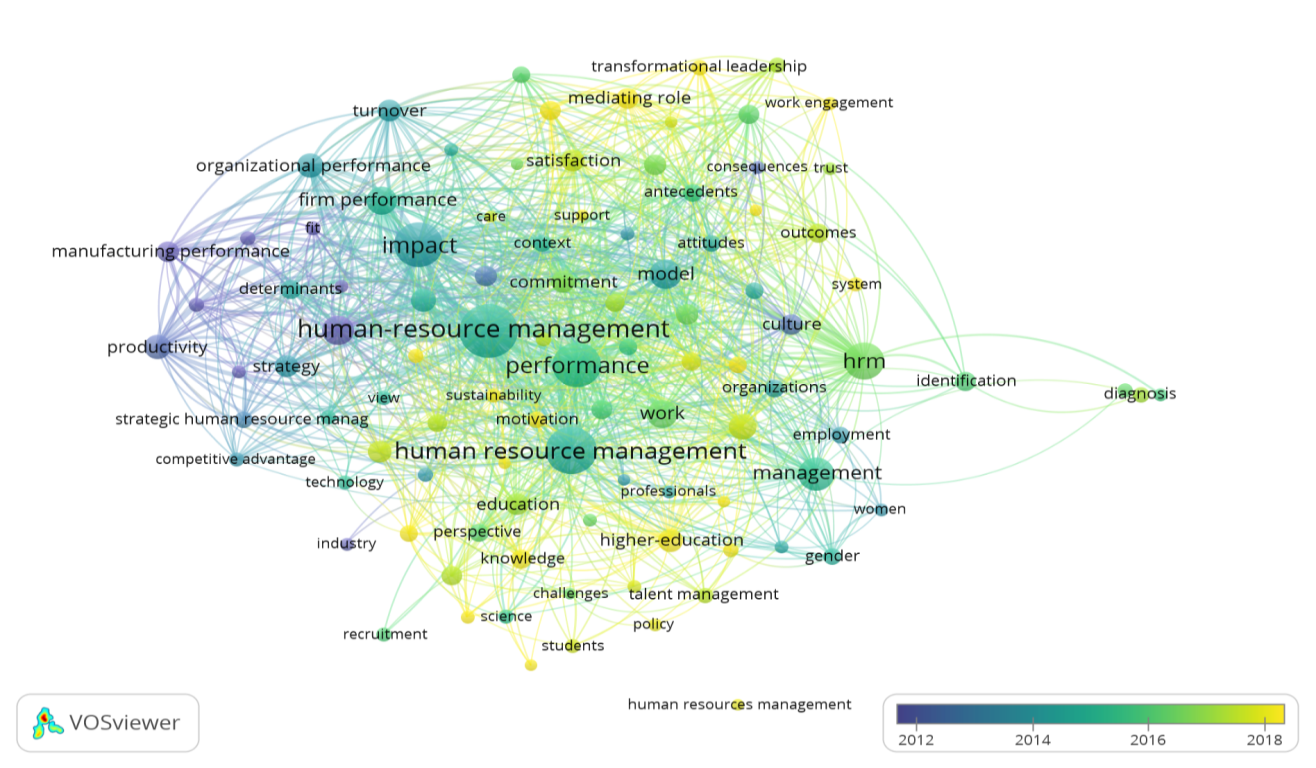 transformational leadership
mediating role
work engagement
turnover
organizational performance
satisfaction
consequences
trust
antecedents
firm performance
care
support
fit
outcomes
impact
context
attitudes
manufacturing performance
model
commitment
system
determinants
culture
human-resource management
productivity
performance
hrm
strategy
identification
organizations
diagnosis
view
sustainability
work
strategic human resource manag
motivation
employment
human resource management
competitive advantage
management
technology
professionals
education
women
perspective
higher-education
industry
knowledge
gender
challenges
talent management
science
policy
recruitment
students
human resources management
VOSviewer
2012
2014
2016
2018